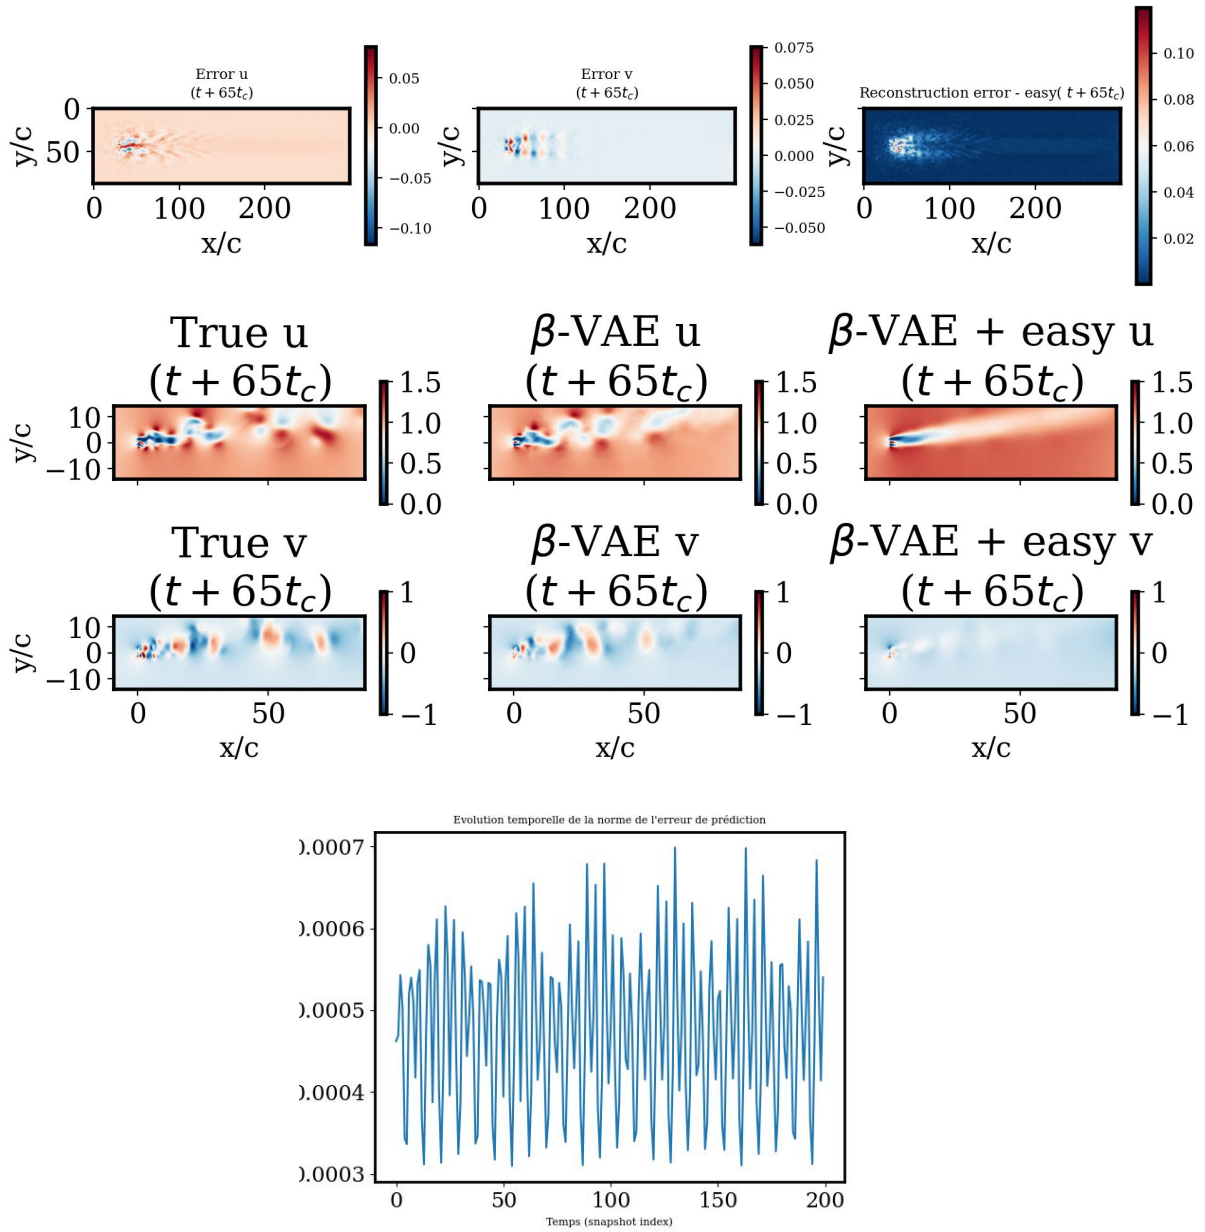 Error u
(t + 65t_c)
0
50
y/c
0 100 200
x/c
0.05
0.00
−0.05
−0.10
Error v
(t + 65t_c)
y/c
0 100 200
x/c
0.075
0.050
0.025
0.000
−0.025
−0.050
Reconstruction error - easy( t + 65t_c)
y/c
0 100 200
x/c
0.10
0.08
0.06
0.04
0.02
True u
(t + 65t_c)
10
0
−10
y/c
1.5
1.0
0.5
0.0
β-VAE u
(t + 65t_c)
1.5
1.0
0.5
0.0
β-VAE + easy u
(t + 65t_c)
1.5
1.0
0.5
0.0
True v
(t + 65t_c)
10
0
−10
y/c
0 50
x/c
1
0
−1
β-VAE v
(t + 65t_c)
0 50
x/c
1
0
−1
β-VAE + easy v
(t + 65t_c)
0 50
x/c
1
0
−1
Evolution temporelle de la norme de l'erreur de prédiction
.0007
.0006
.0005
.0004
.0003
0 50 100 150 200
Temps (snapshot index)